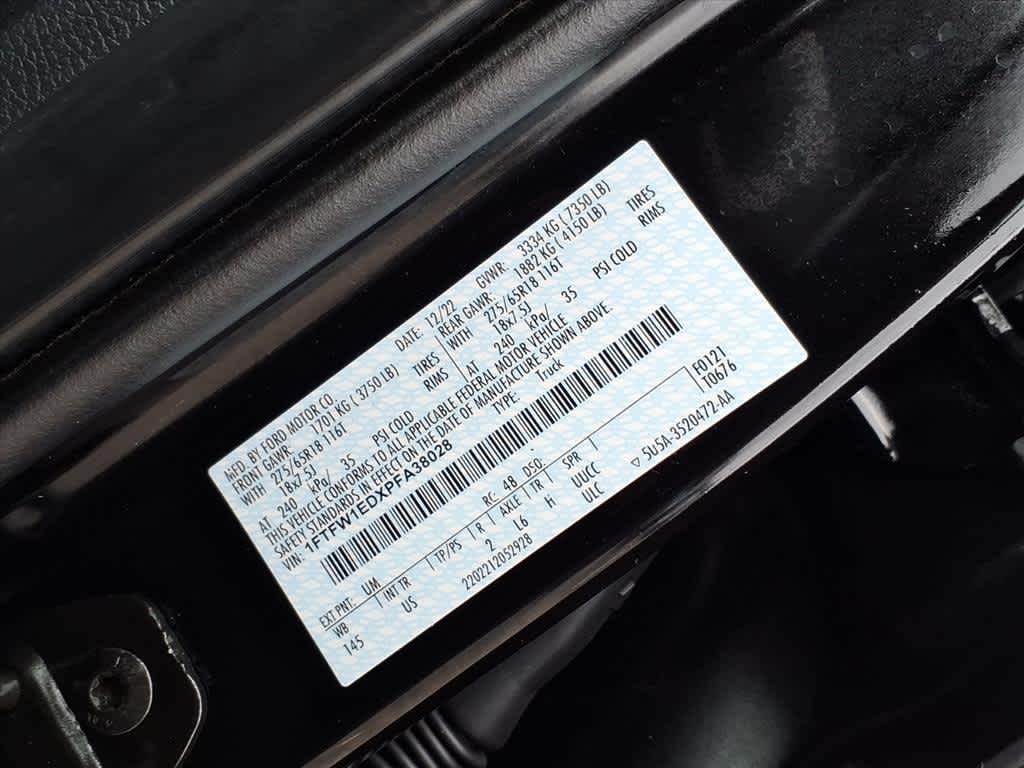 MFD. BY FORD MOTOR CO. DATE: 12/22 GVWR: 3334 KG ( 7350 LB)
FRONT GAWR: 1701 KG ( 3750 LB) REAR GAWR: 1882 KG ( 4150 LB)
WITH 275/65R18 116T TIRES WITH 275/65R18 116T TIRES
18x7.5J RIMS 18x7.5J RIMS
AT 240 kPa/ 35 PSI COLD AT 240 kPa/ 35 PSI COLD
THIS VEHICLE CONFORMS TO ALL APPLICABLE FEDERAL MOTOR VEHICLE
SAFETY STANDARDS IN EFFECT ON THE DATE OF MANUFACTURE SHOWN ABOVE.
VIN: 1FTFW1EDXPFA38028 TYPE: Truck
EXT PNT: UM RC: 48 DSO: F0121
WB INT TR TP/PS R AXLE TR SPR T0676
145 US 2 L6 H UUCC
2202212052928 ULC ▽ 5U5A-3520472-AA